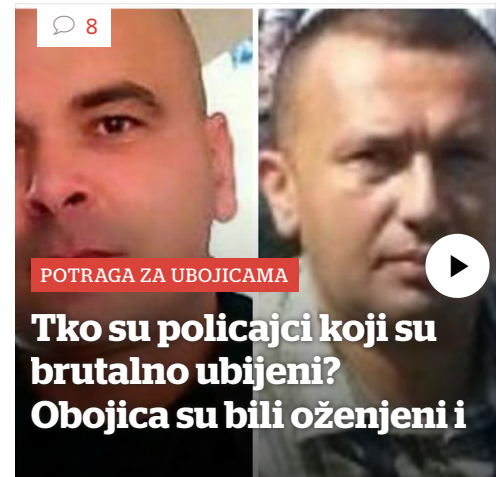 8
POTRAGA ZA UBOJICAMA
Tko su policajci koji su
brutalno ubijeni?
Obojica su bili oženjeni i